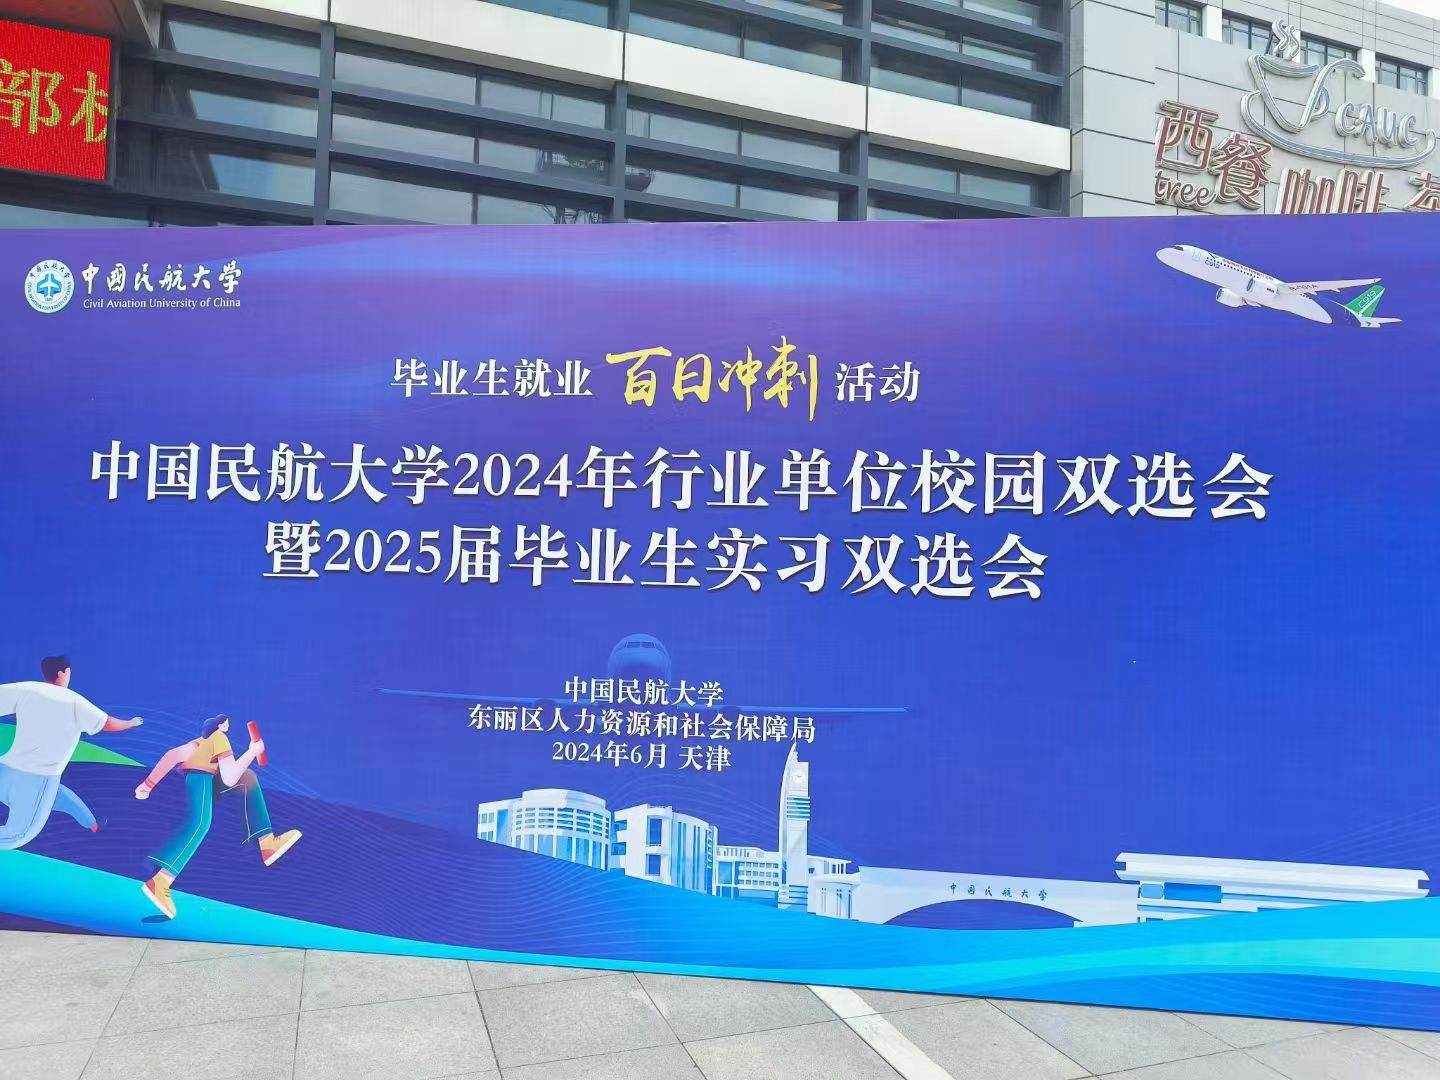 部校
CAUC
西餐
tree
咖啡
中国民航大学
Civil Aviation University of China
C919
毕业生就业百日冲刺活动
中国民航大学2024年行业单位校园双选会
暨2025届毕业生实习双选会
中国民航大学
东丽区人力资源和社会保障局
2024年6月 天津
中国民航大学